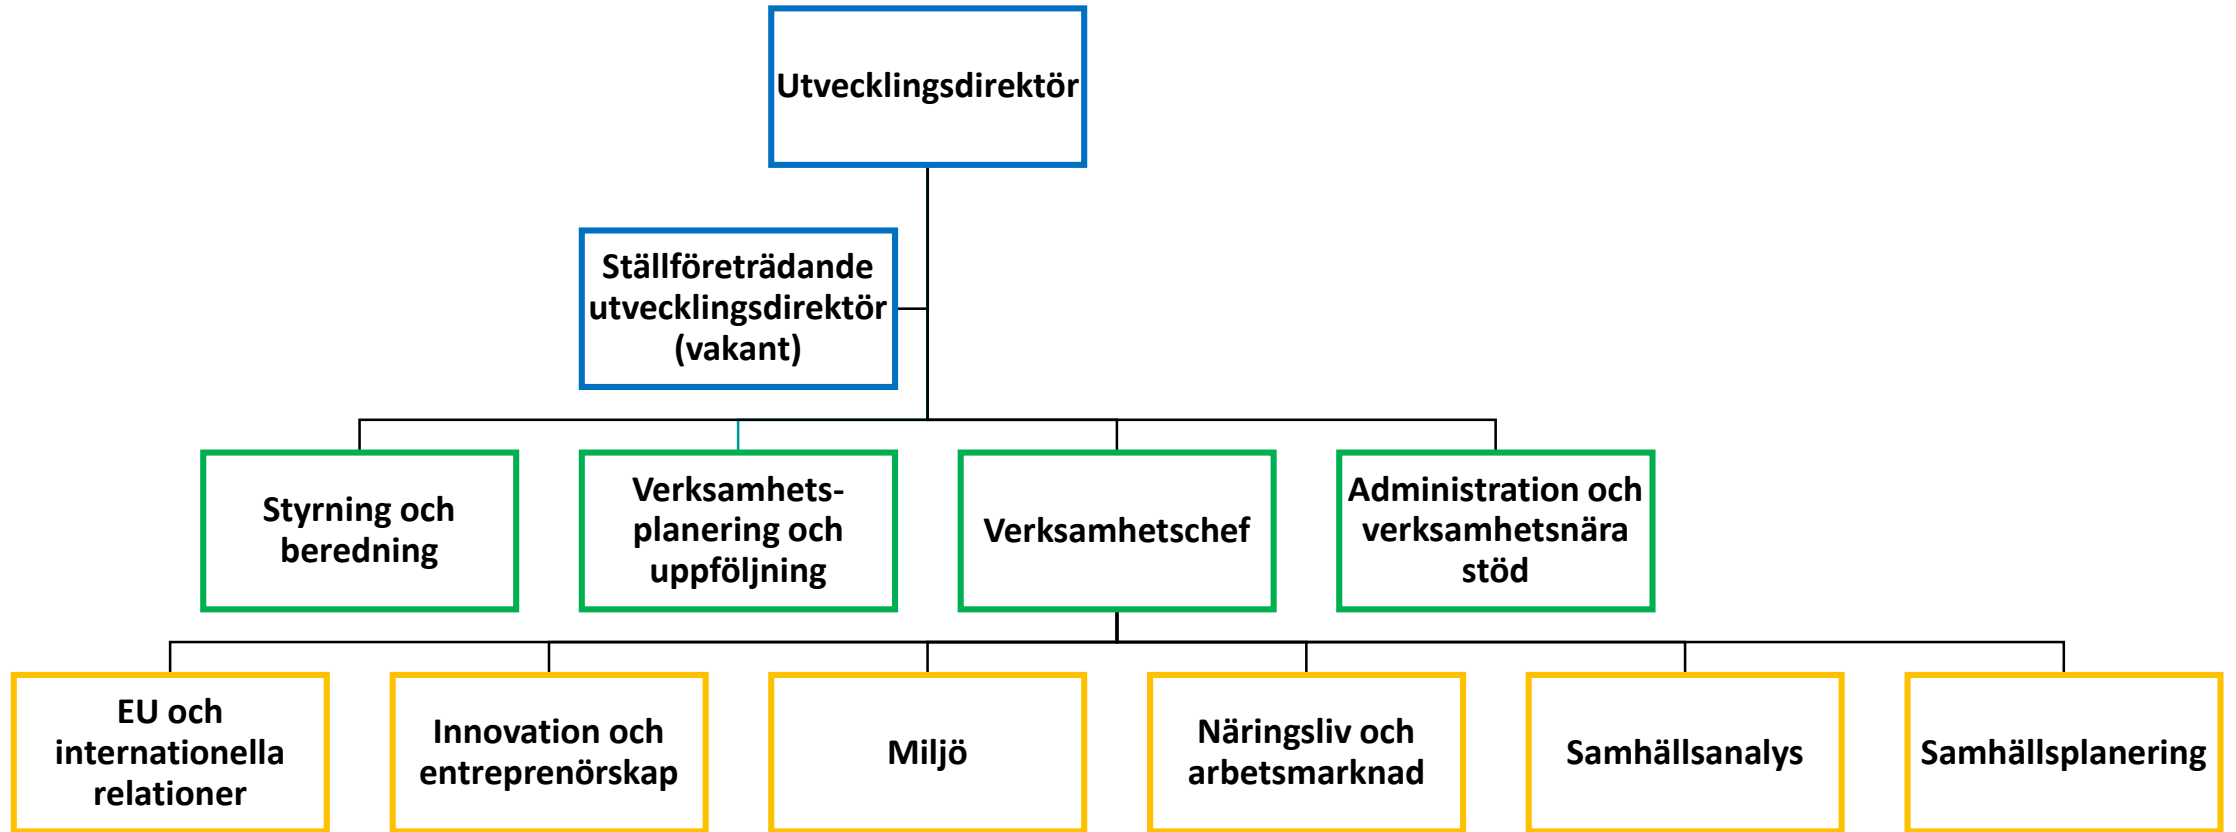 Utvecklingsdirektör
Ställföreträdande
utvecklingsdirektör
(vakant)
Styrning och
beredning
Verksamhets-
planering och
uppföljning
Verksamhetschef
Administration och
verksamhetsnära
stöd
EU och
internationella
relationer
Innovation och
entreprenörskap
Miljö
Näringsliv och
arbetsmarknad
Samhällsanalys
Samhällsplanering